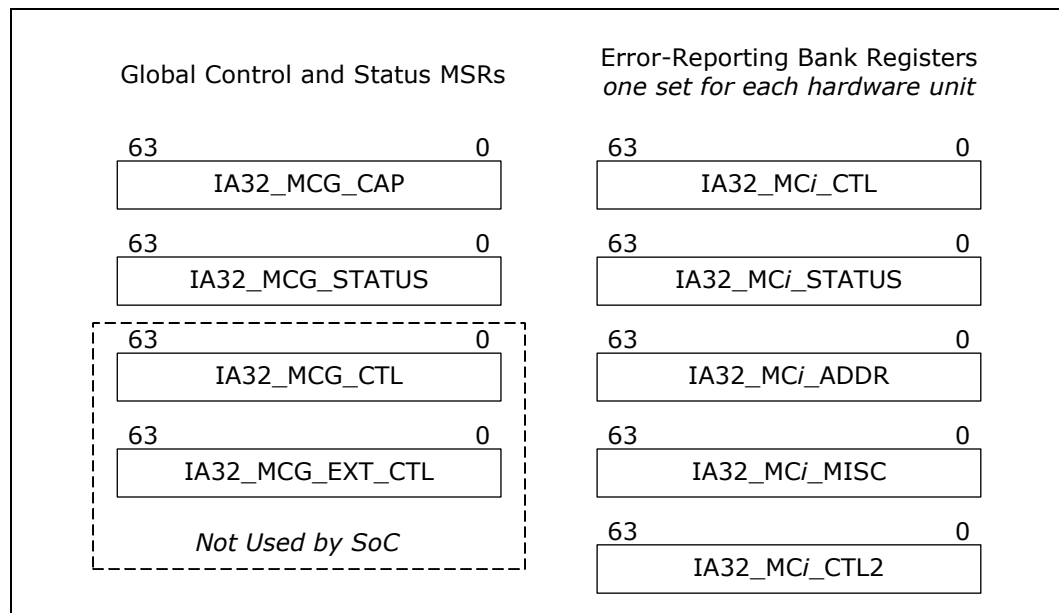 Global Control and Status MSRs
63 0
IA32_MCG_CAP
63 0
IA32_MCG_STATUS
63 0
IA32_MCG_CTL
63 0
IA32_MCG_EXT_CTL
Not Used by SoC
Error-Reporting Bank Registers
one set for each hardware unit
63 0
IA32_MCi_CTL
63 0
IA32_MCi_STATUS
63 0
IA32_MCi_ADDR
63 0
IA32_MCi_MISC
63 0
IA32_MCi_CTL2